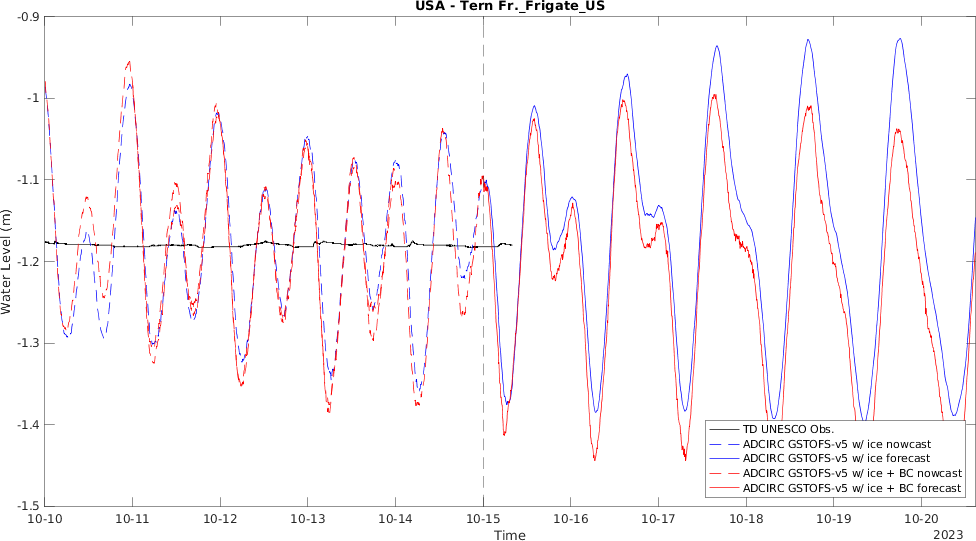 USA - Tern Fr._Frigate_US
-0.9
-1
-1.1
-1.2
-1.3
-1.4
-1.5
Water Level (m)
TD UNESCO Obs.
ADCIRC GSTOFS-v5 w/ ice nowcast
ADCIRC GSTOFS-v5 w/ ice forecast
ADCIRC GSTOFS-v5 w/ ice + BC nowcast
ADCIRC GSTOFS-v5 w/ ice + BC forecast
10-10 10-11 10-12 10-13 10-14 10-15 10-16 10-17 10-18 10-19 10-20
Time
2023